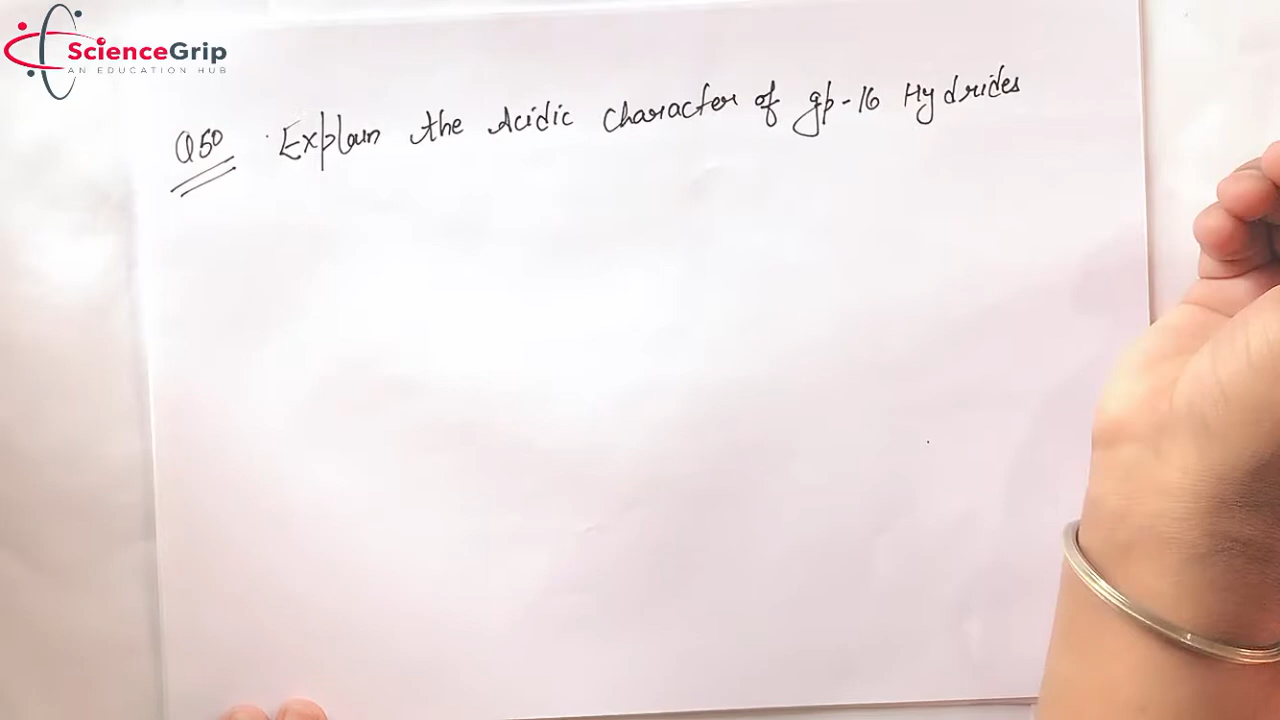 ScienceGrip
AN EDUCATION HUB
Q50 Explain the Acidic character of gp-16 Hydrides